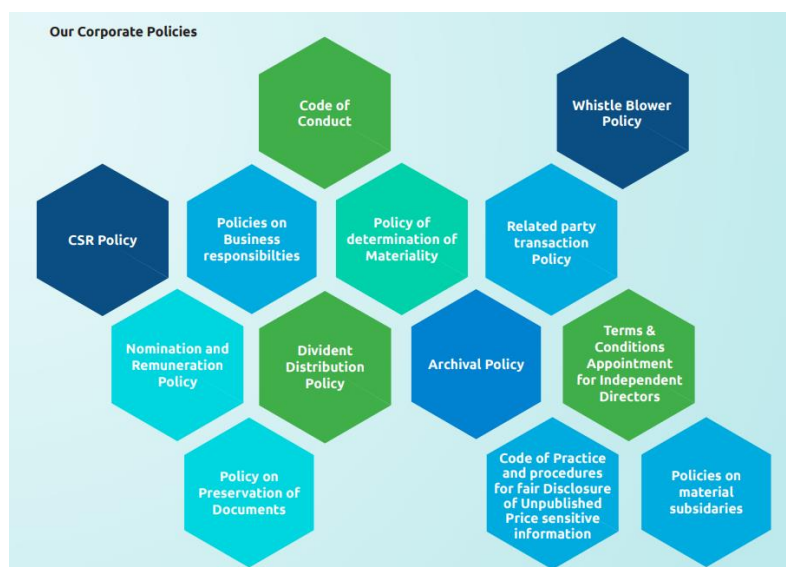 Our Corporate Policies
Code of
Conduct
Whistle Blower
Policy
CSR Policy
Policies on
Business
responsibilties
Policy of
determination of
Materiality
Related party
transaction
Policy
Nomination and
Remuneration
Policy
Divident
Distribution
Policy
Archival Policy
Terms &
Conditions
Appointment
for Independent
Directors
Policy on
Preservation of
Documents
Code of Practice
and procedures
for fair Disclosure
of Unpublished
Price sensitive
information
Policies on
material
subsidaries